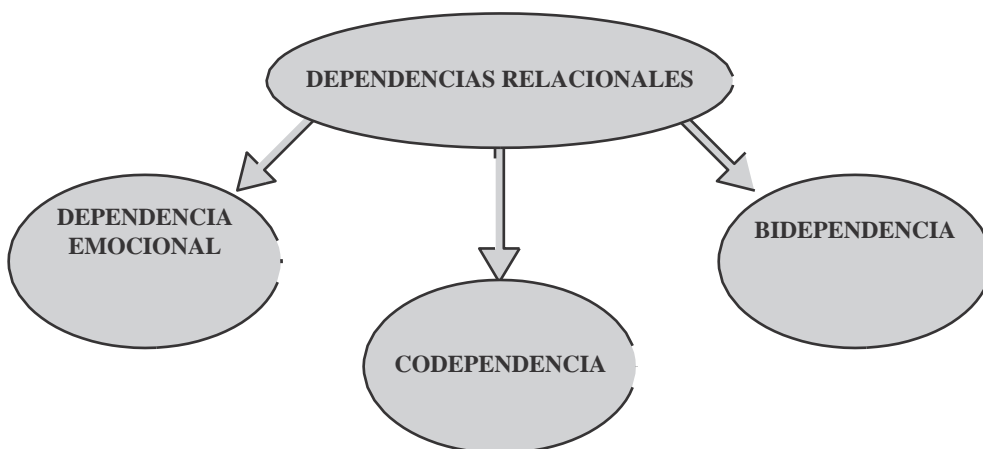 DEPENDENCIAS RELACIONALES
DEPENDENCIA
EMOCIONAL
BIDEPENDENCIA
CODEPENDENCIA